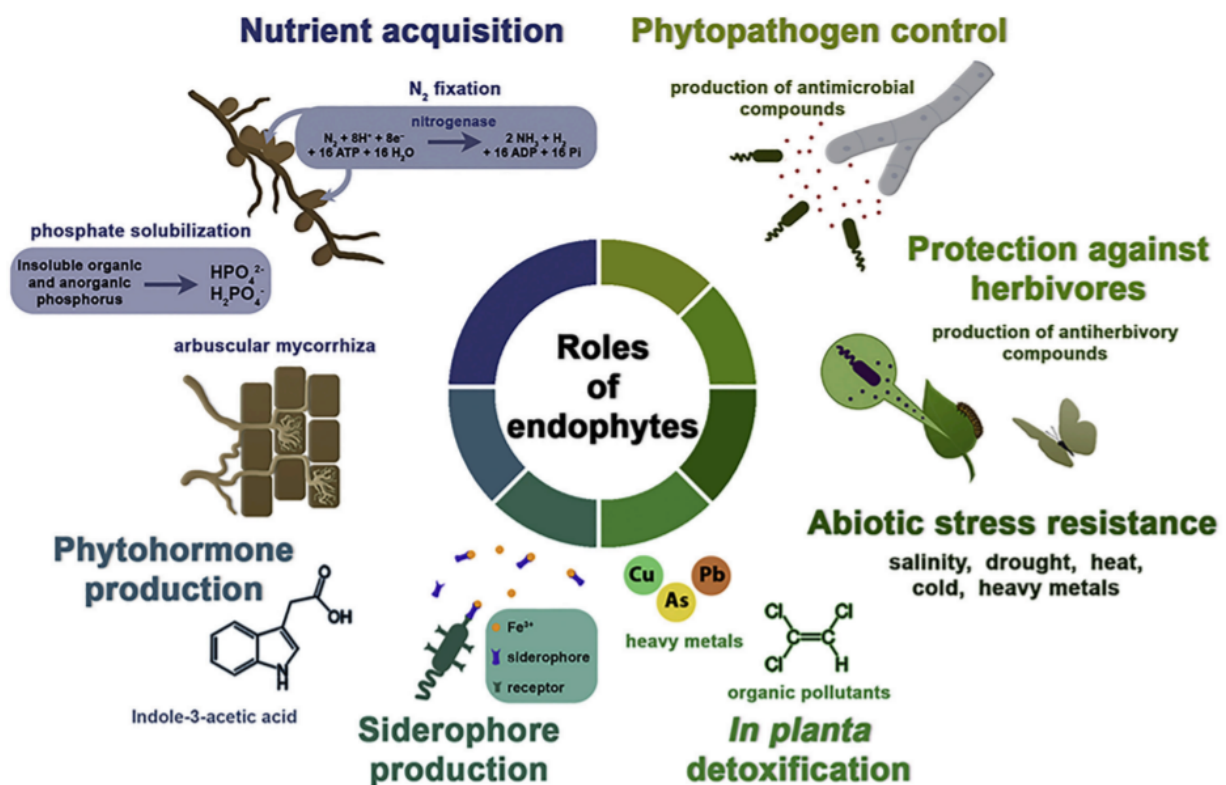 Nutrient acquisition
N₂ fixation
nitrogenase
N₂ + 8H⁺ + 8e⁻
+ 16 ATP + 16 H₂O
2 NH₃ + H₂
+ 16 ADP + 16 Pi
phosphate solubilization
Insoluble organic
and anorganic
phosphorus
HPO₄²⁻
H₂PO₄⁻
arbuscular mycorrhiza
Phytopathogen control
production of antimicrobial
compounds
Protection against
herbivores
production of antiherbivory
compounds
Roles
of
endophytes
Abiotic stress resistance
salinity, drought, heat,
cold, heavy metals
Phytohormone
production
O
OH
N
H
Indole-3-acetic acid
Fe³⁺
siderophore
receptor
Siderophore
production
Cu
Pb
As
heavy metals
Cl
Cl
Cl
H
organic pollutants
In planta
detoxification